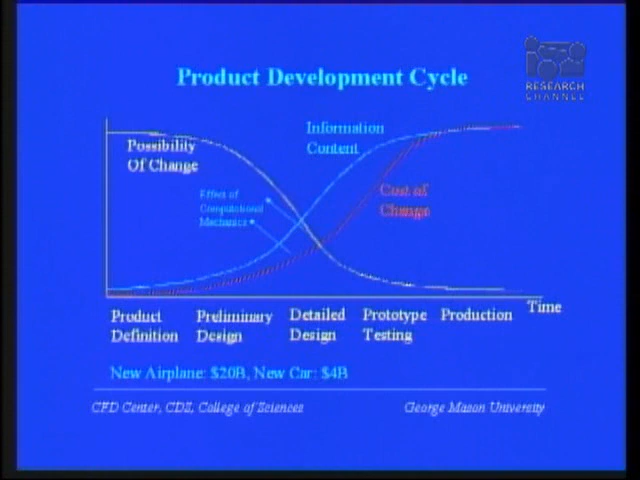 Product Development Cycle
RESEARCH
CHANNEL
Information
Content
Possibility
Of Change
Effect of
Computational
Mechanics
Cost of
Change
Time
Product
Definition
Preliminary
Design
Detailed
Design
Prototype
Testing
Production
New Airplane: $20B, New Car: $4B
CFD Center, CDS, College of Sciences
George Mason University